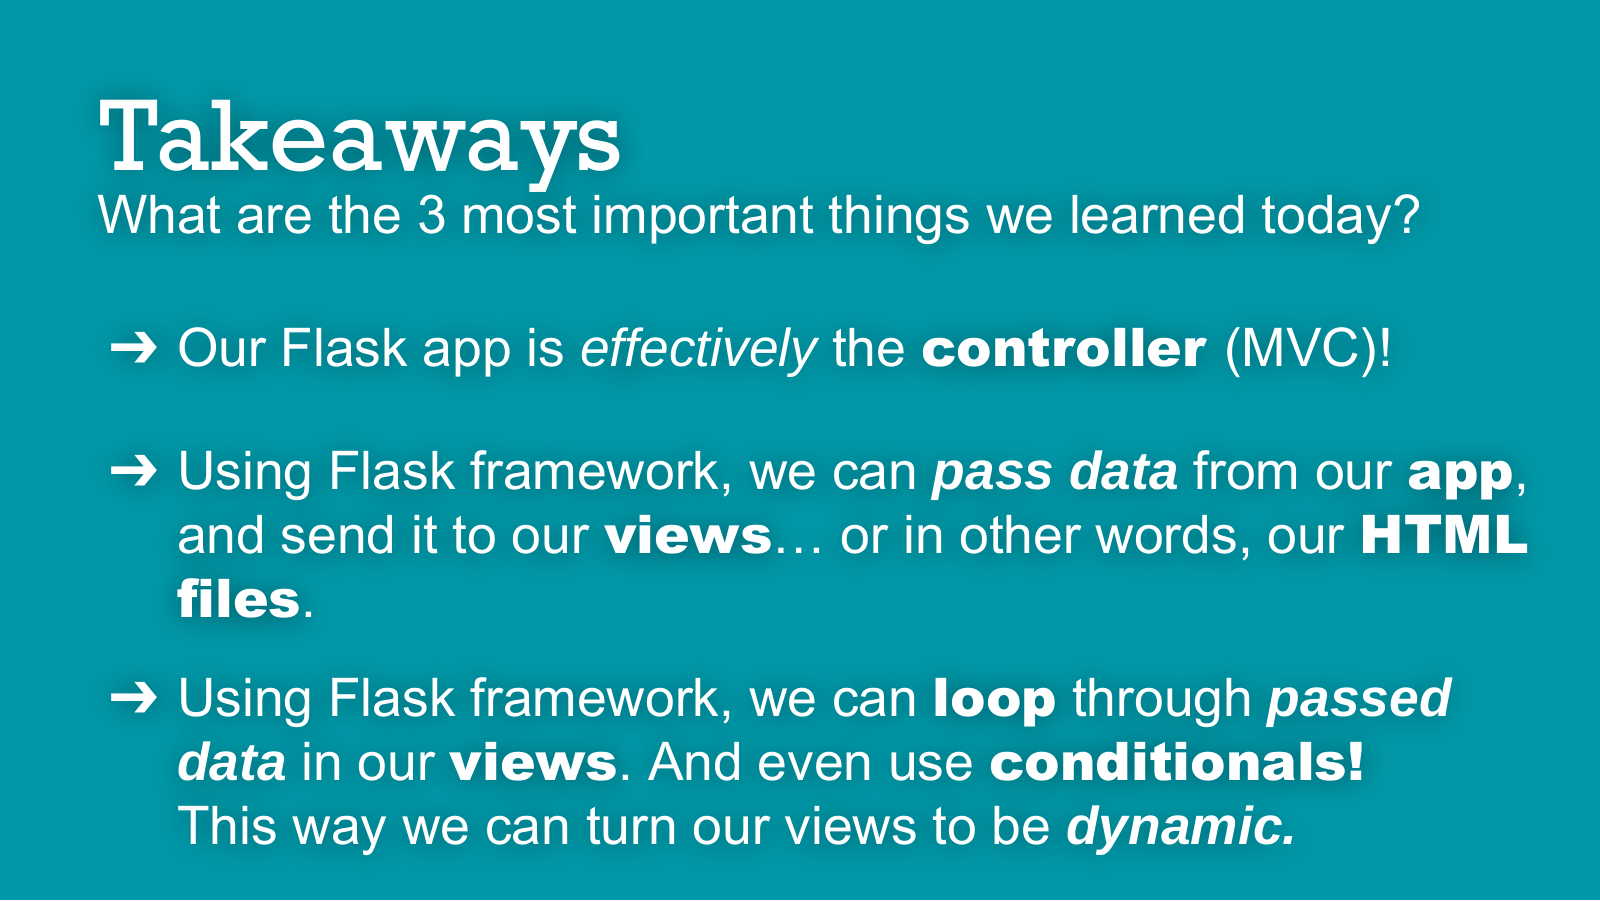 Takeaways
What are the 3 most important things we learned today?
➔ Our Flask app is effectively the controller (MVC)!
➔ Using Flask framework, we can pass data from our app,
and send it to our views… or in other words, our HTML
files.
➔ Using Flask framework, we can loop through passed
data in our views. And even use conditionals!
This way we can turn our views to be dynamic.